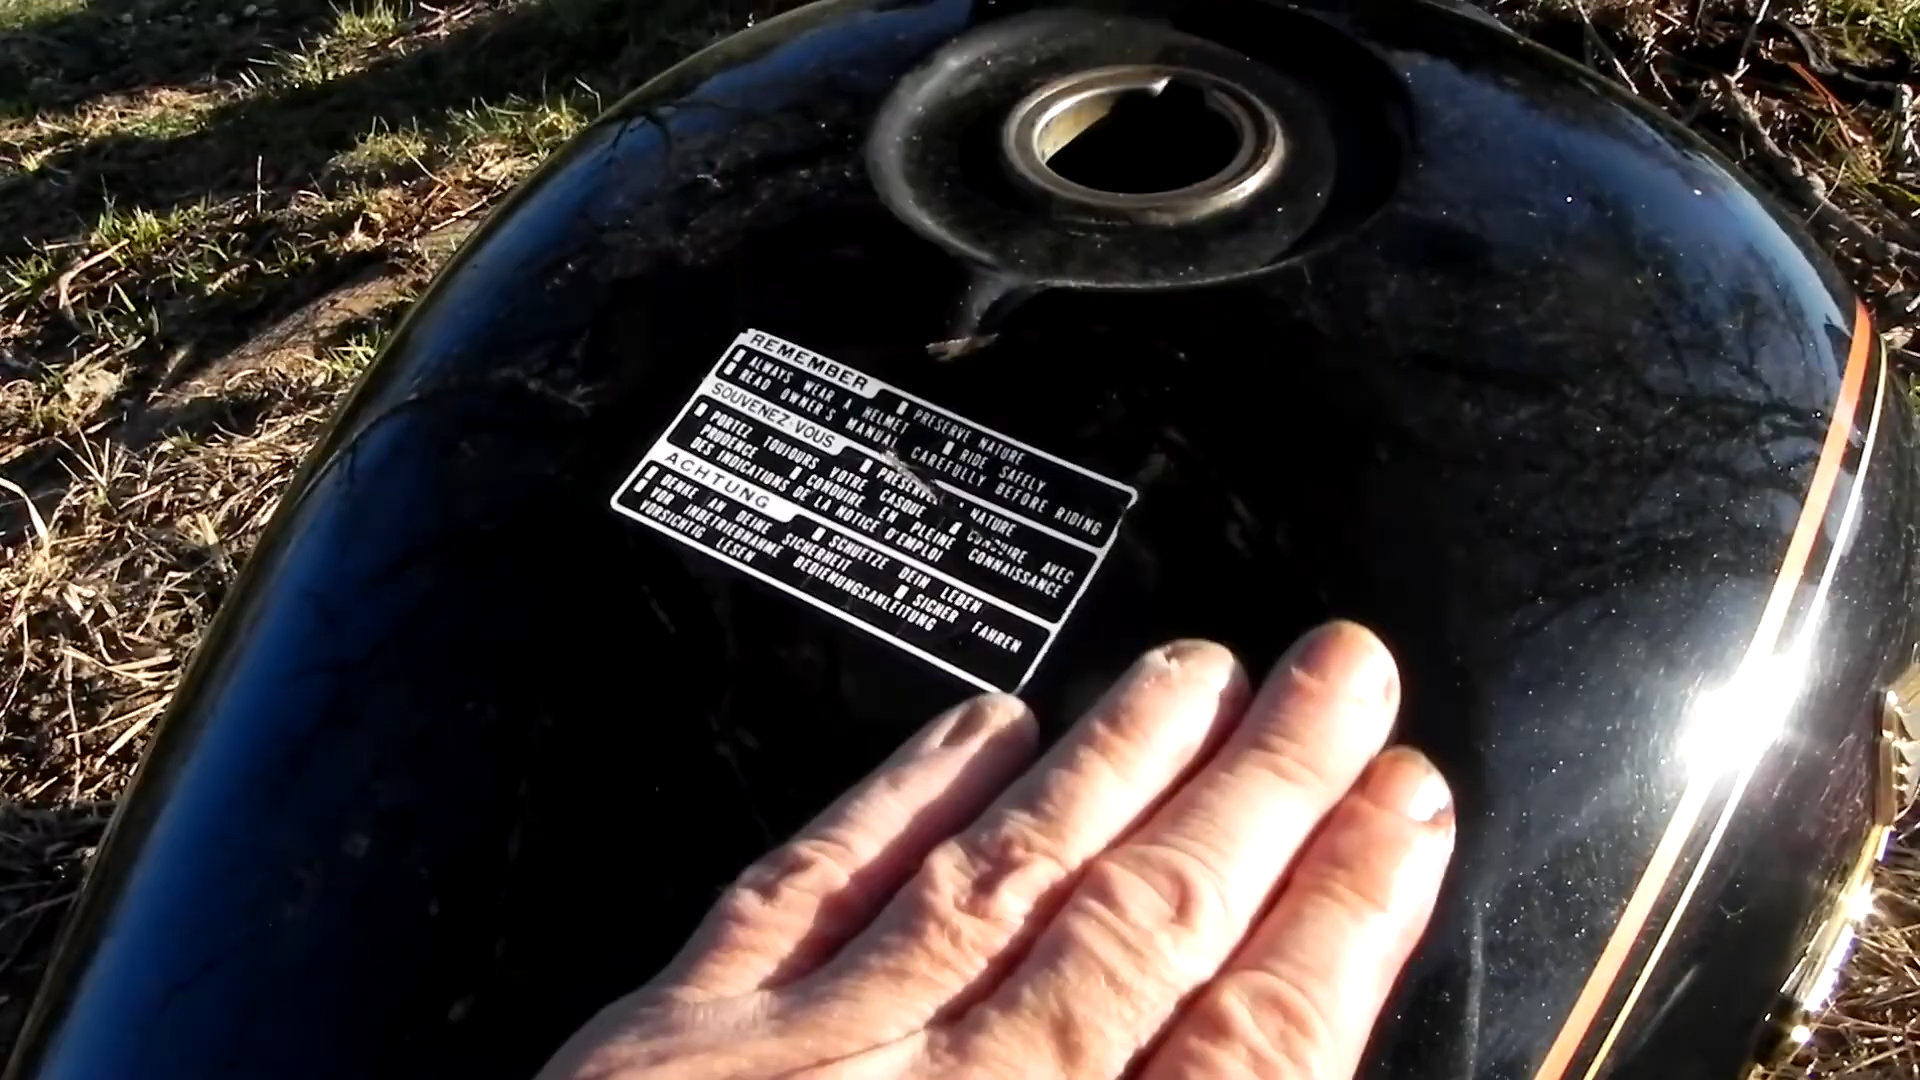 REMEMBER
ALWAYS WEAR A HELMET PRESERVE NATURE RIDE SAFELY
READ OWNER'S MANUAL CAREFULLY BEFORE RIDING
SOUVENEZ-VOUS
PORTEZ TOUJOURS VOTRE CASQUE PRESERVEZ NATURE CONDUIRE AVEC
PRUDENCE CONDUIRE EN PLEINE CONNAISSANCE
DES INDICATIONS DE LA NOTICE D'EMPLOI
ACHTUNG
DENKE AN DEINE SICHERHEIT SCHUETZE DEIN LEBEN SICHER FAHREN
VOR INBETRIEBNAHME BEDIENUNGSANLEITUNG
VORSICHTIG LESEN